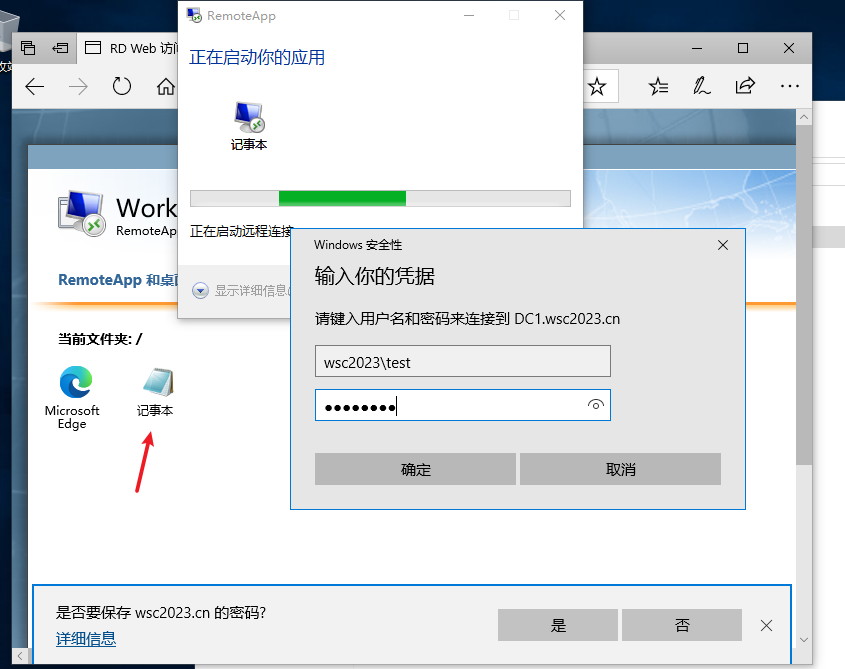 RemoteApp
RD Web 访
正在启动你的应用
记事本
正在启动远程连接
显示详细信息
Work
RemoteApp
RemoteApp 和桌
当前文件夹: /
Microsoft
Edge
记事本
Windows 安全性
输入你的凭据
请键入用户名和密码来连接到 DC1.wsc2023.cn
wsc2023\test
确定
取消
是否要保存 wsc2023.cn 的密码?
详细信息
是
否